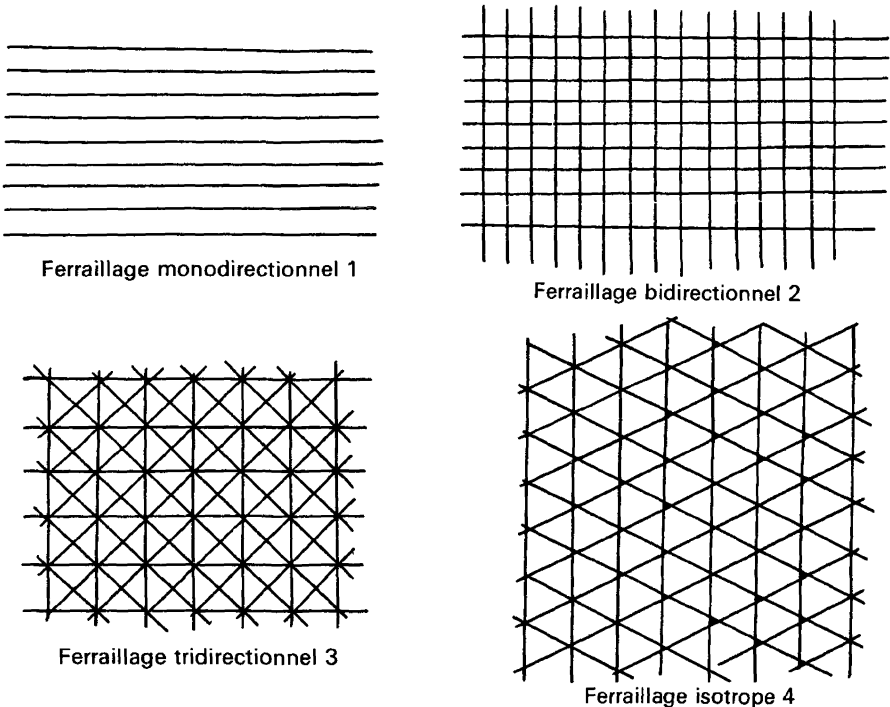 Ferraillage monodirectionnel 1
Ferraillage bidirectionnel 2
Ferraillage tridirectionnel 3
Ferraillage isotrope 4